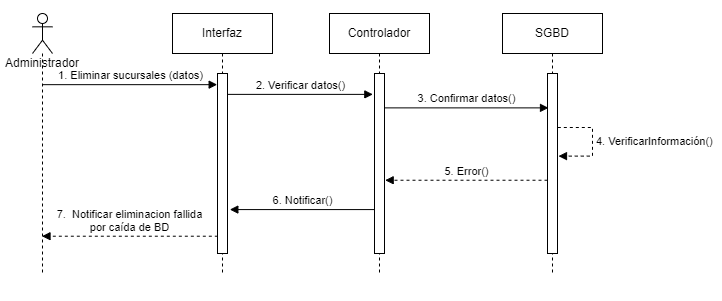 Interfaz
Controlador
SGBD
Administrador
1. Eliminar sucursales (datos)
2. Verificar datos()
3. Confirmar datos()
4. VerificarInformación()
5. Error()
6. Notificar()
7. Notificar eliminacion fallida
por caída de BD